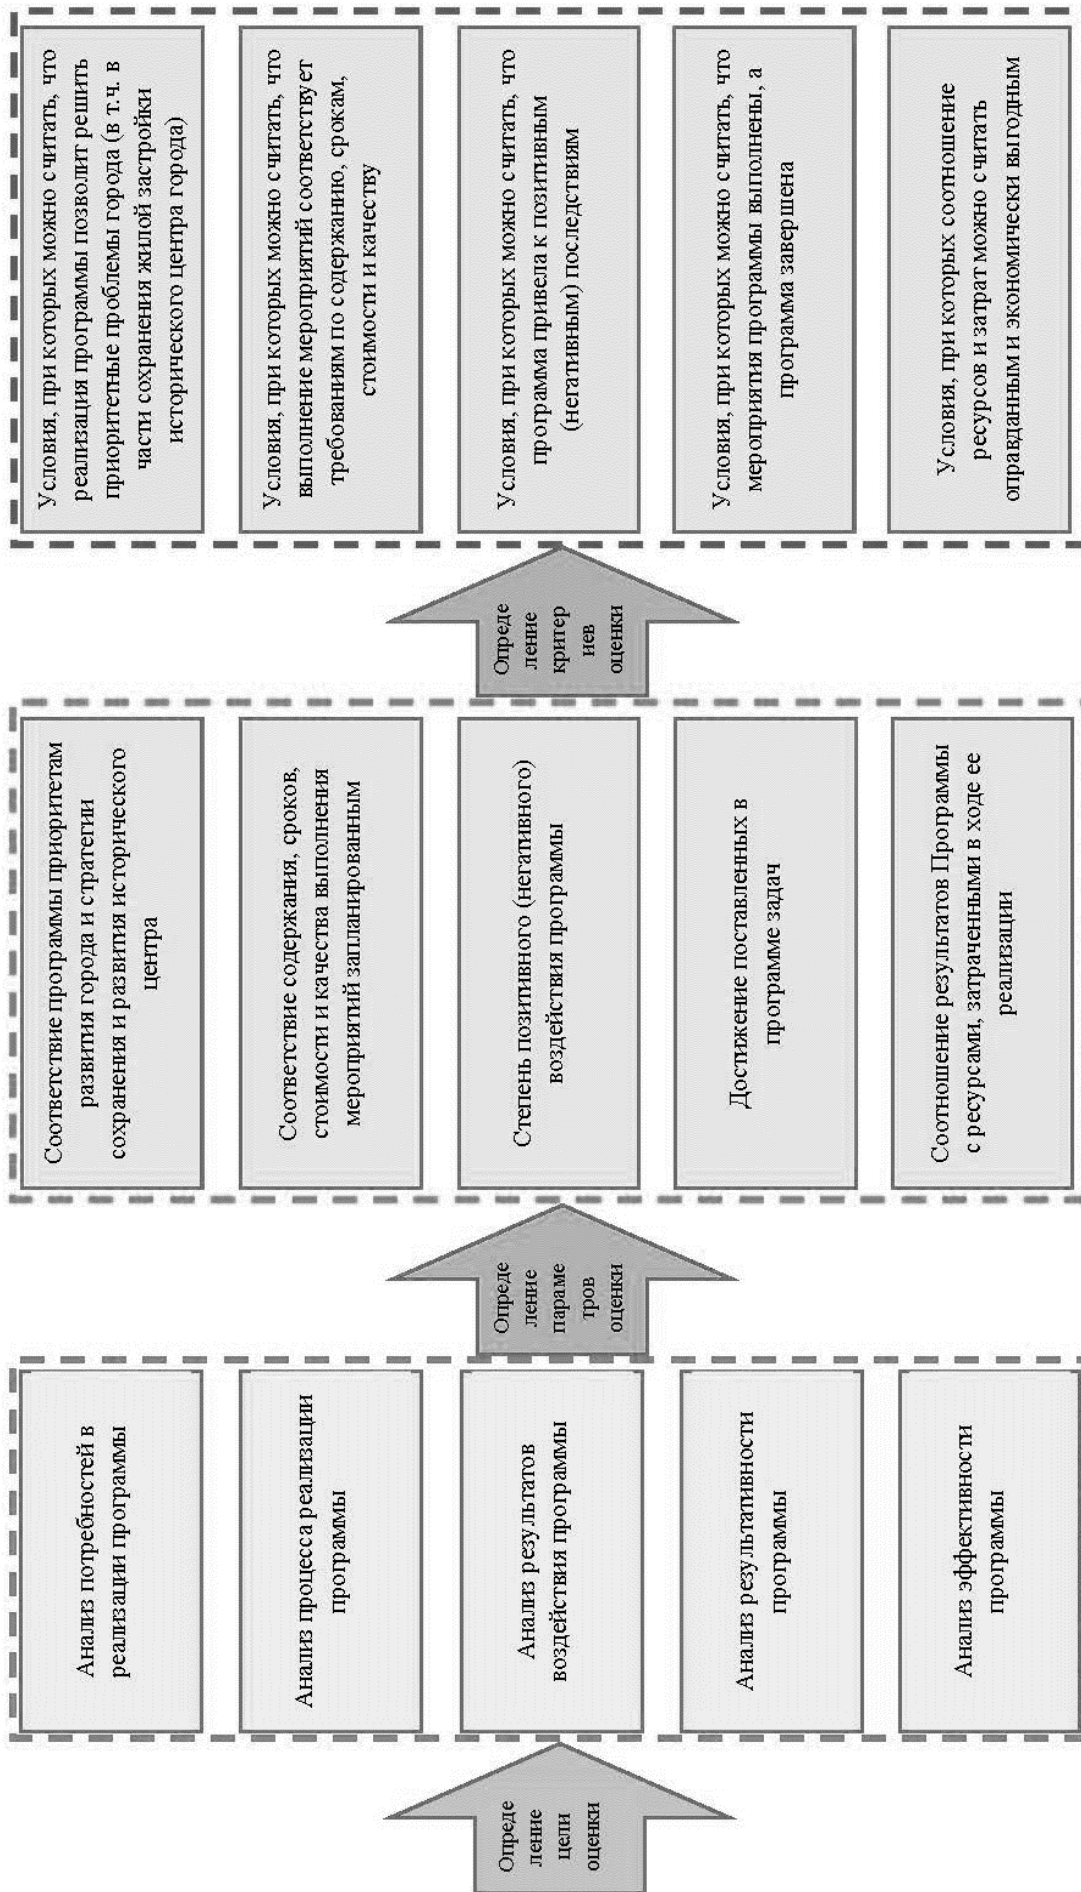 Опреде
ление
цели
оценки
Анализ потребностей в
реализации программы
Анализ процесса реализации
программы
Анализ результатов
воздействия программы
Анализ результативности
программы
Анализ эффективности
программы
Опреде
ление
параме
тров
оценки
Соответствие программы приоритетам
развития города и стратегии
сохранения и развития исторического
центра
Соответствие содержания, сроков,
стоимости и качества выполнения
мероприятий запланированным
Степень позитивного (негативного)
воздействия программы
Достижение поставленных в
программе задач
Соотношение результатов Программы
с ресурсами, затраченными в ходе ее
реализации
Опреде
ление
критер
иев
оценки
Условия, при которых можно считать, что
реализация программы позволит решить
приоритетные проблемы города (в т.ч. в
части сохранения жилой застройки
исторического центра города)
Условия, при которых можно считать, что
выполнение мероприятий соответствует
требованиям по содержанию, срокам,
стоимости и качеству
Условия, при которых можно считать, что
программа привела к позитивным
(негативным) последствиям
Условия, при которых можно считать, что
мероприятия программы выполнены, а
программа завершена
Условия, при которых соотношение
ресурсов и затрат можно считать
оправданным и экономически выгодным